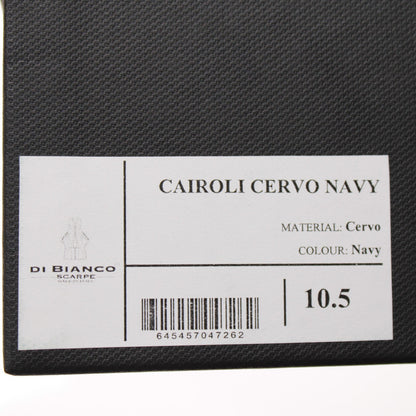 CAIROLI CERVO NAVY
MATERIAL: Cervo
COLOUR: Navy
DI BIANCO
SCARPE
10.5
645457047262